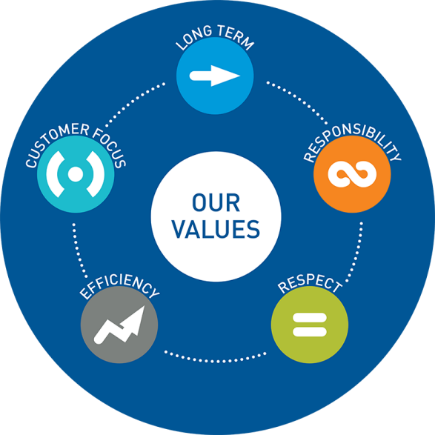 LONG TERM
CUSTOMER FOCUS
RESPONSIBILITY
OUR
VALUES
EFFICIENCY
RESPECT